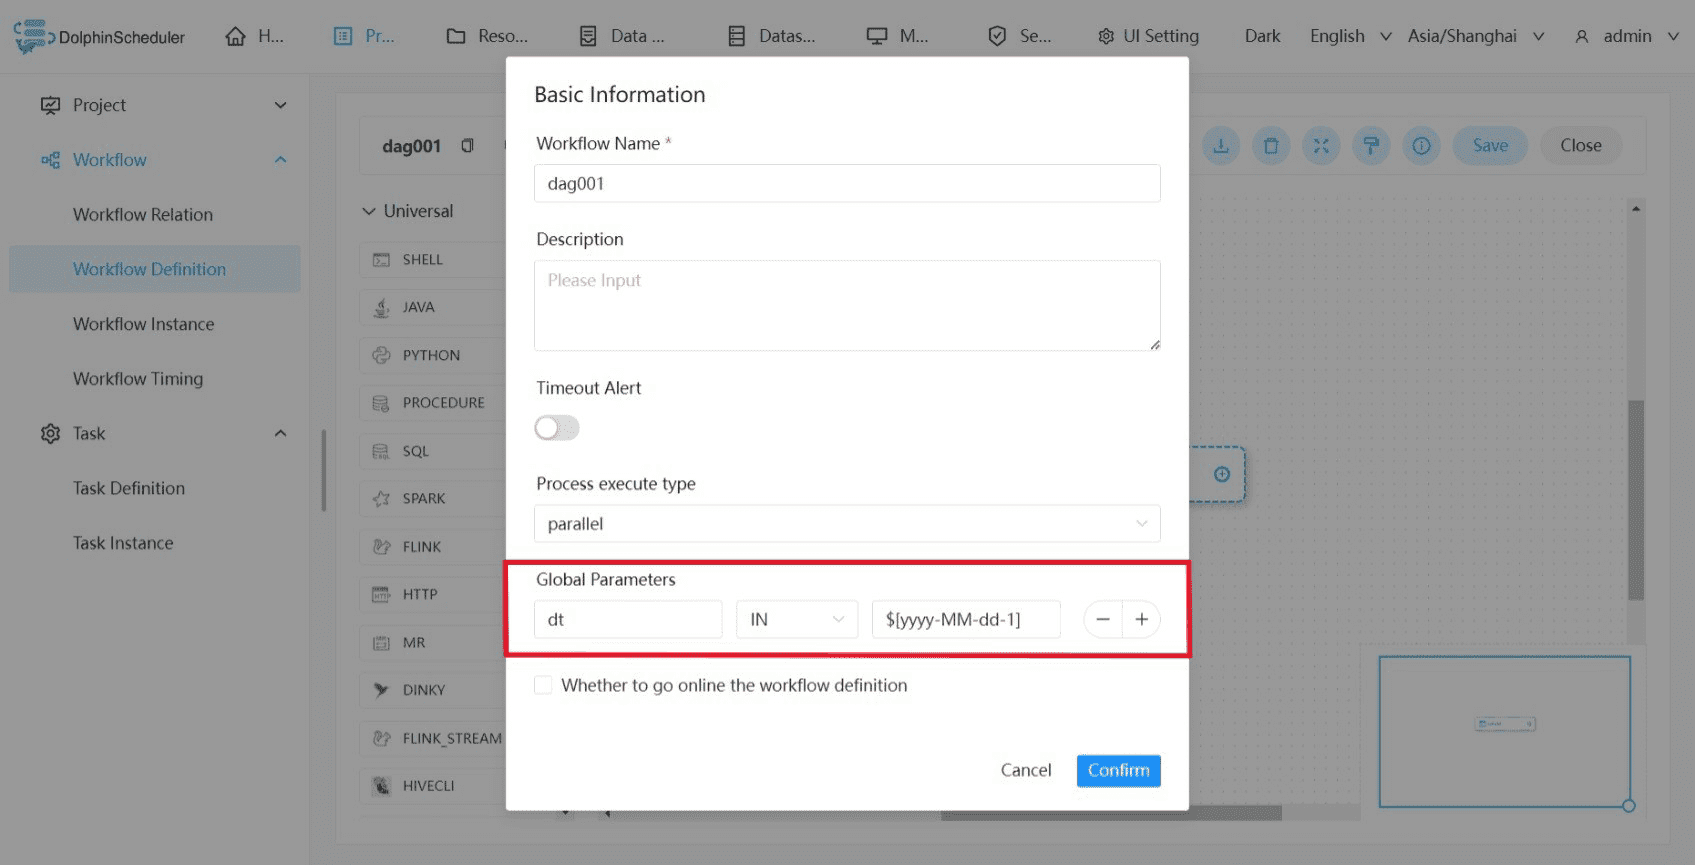 DolphinScheduler
H...
Pr...
Reso...
Data ...
Datas...
M...
Se...
UI Setting
Dark
English
Asia/Shanghai
admin
Project
Workflow
Workflow Relation
Workflow Definition
Workflow Instance
Workflow Timing
Task
Task Definition
Task Instance
dag001
Save
Close
Universal
SHELL
JAVA
PYTHON
PROCEDURE
SQL
SPARK
FLINK
HTTP
MR
DINKY
FLINK_STREAM
HIVECLI
Basic Information
Workflow Name *
dag001
Description
Please Input
Timeout Alert
Process execute type
parallel
Global Parameters
dt
IN
$[yyyy-MM-dd-1]
Whether to go online the workflow definition
Cancel
Confirm